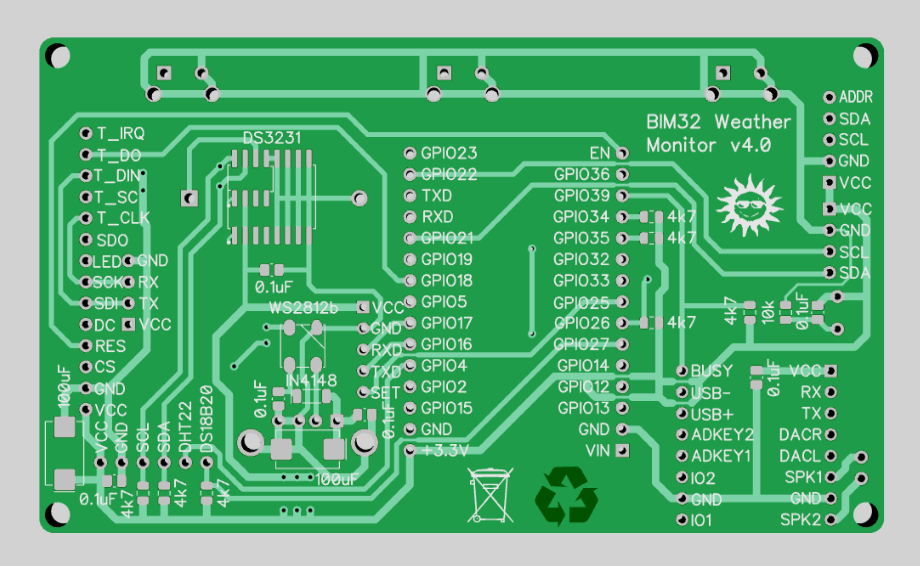 BIM32 Weather
Monitor v4.0
DS3231
0.1uF
WS2812b
IN4148
0.1uF
0.1uF
100uF
T_IRQ
T_DO
T_DIN
T_SC
T_CLK
SDO
LED GND
SCK RX
SDI TX
DC VCC
RES
CS
GND
VCC
100uF
VCC
GND
SCL
SDA
DHT22
DS18B20
0.1uF
4k7
4k7
4k7
VCC
GND
RXD
TXD
SET
GPIO23
GPIO22
TXD
RXD
GPIO21
GPIO19
GPIO18
GPIO5
GPIO17
GPIO16
GPIO4
GPIO2
GPIO15
GND
+3.3V
EN
GPIO36
GPIO39
GPIO34
GPIO35
GPIO32
GPIO33
GPIO25
GPIO26
GPIO27
GPIO14
GPIO12
GPIO13
GND
VIN
4k7
4k7
4k7
ADDR
SDA
SCL
GND
VCC
VCC
GND
SCL
SDA
4k7
10k
0.1uF
0.1uF
BUSY
USB-
USB+
ADKEY2
ADKEY1
IO2
GND
IO1
VCC
RX
TX
DACR
DACL
SPK1
GND
SPK2